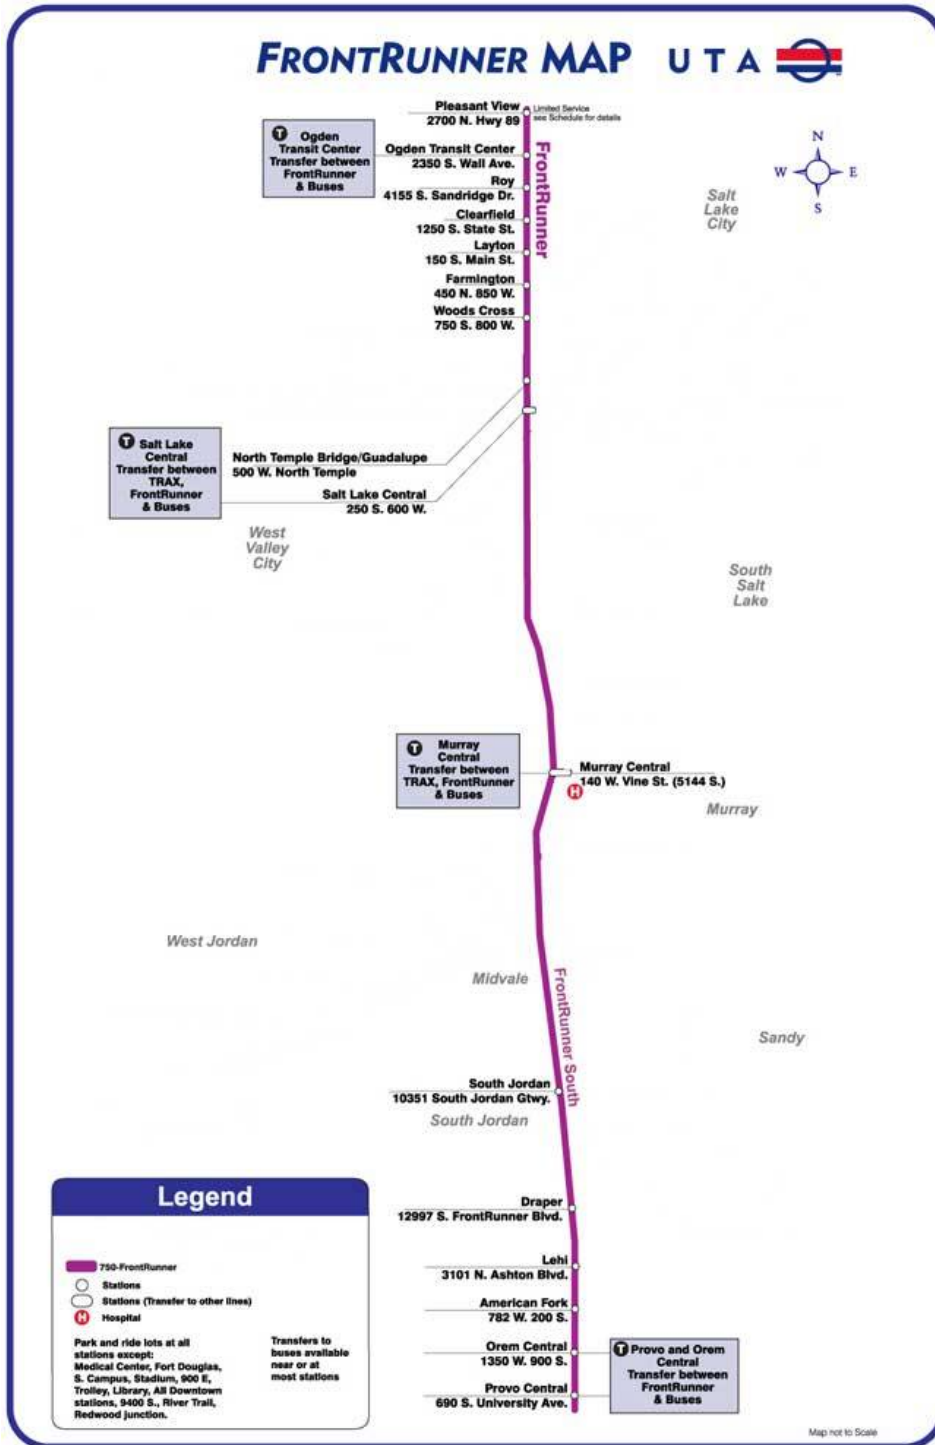 FRONTRUNNER MAP UTA
Pleasant View
2700 N. Hwy 89
Limited Service
see Schedule for details
T Ogden
Transit Center
Transfer between
FrontRunner
& Buses
Ogden Transit Center
2350 S. Wall Ave.
Roy
4155 S. Sandridge Dr.
Clearfield
1250 S. State St.
Layton
150 S. Main St.
Farmington
450 N. 850 W.
Woods Cross
750 S. 800 W.
FrontRunner
N
W E
S
Salt
Lake
City
T Salt Lake
Central
Transfer between
TRAX,
FrontRunner
& Buses
North Temple Bridge/Guadalupe
500 W. North Temple
Salt Lake Central
250 S. 600 W.
West
Valley
City
South
Salt
Lake
T Murray
Central
Transfer between
TRAX, FrontRunner
& Buses
Murray Central
140 W. Vine St. (5144 S.)
H
Murray
West Jordan
Midvale
FrontRunner South
Sandy
South Jordan
10351 South Jordan Gtwy.
South Jordan
Draper
12997 S. FrontRunner Blvd.
Lehi
3101 N. Ashton Blvd.
American Fork
782 W. 200 S.
Orem Central
1350 W. 900 S.
Provo Central
690 S. University Ave.
T Provo and Orem
Central
Transfer between
FrontRunner
& Buses
Legend
750-FrontRunner
Stations
Stations (Transfer to other lines)
H Hospital
Park and ride lots at all
stations except:
Medical Center, Fort Douglas,
S. Campus, Stadium, 900 E,
Trolley, Library, All Downtown
stations, 9400 S., River Trail,
Redwood junction.
Transfers to
buses available
near or at
most stations
Map not to Scale